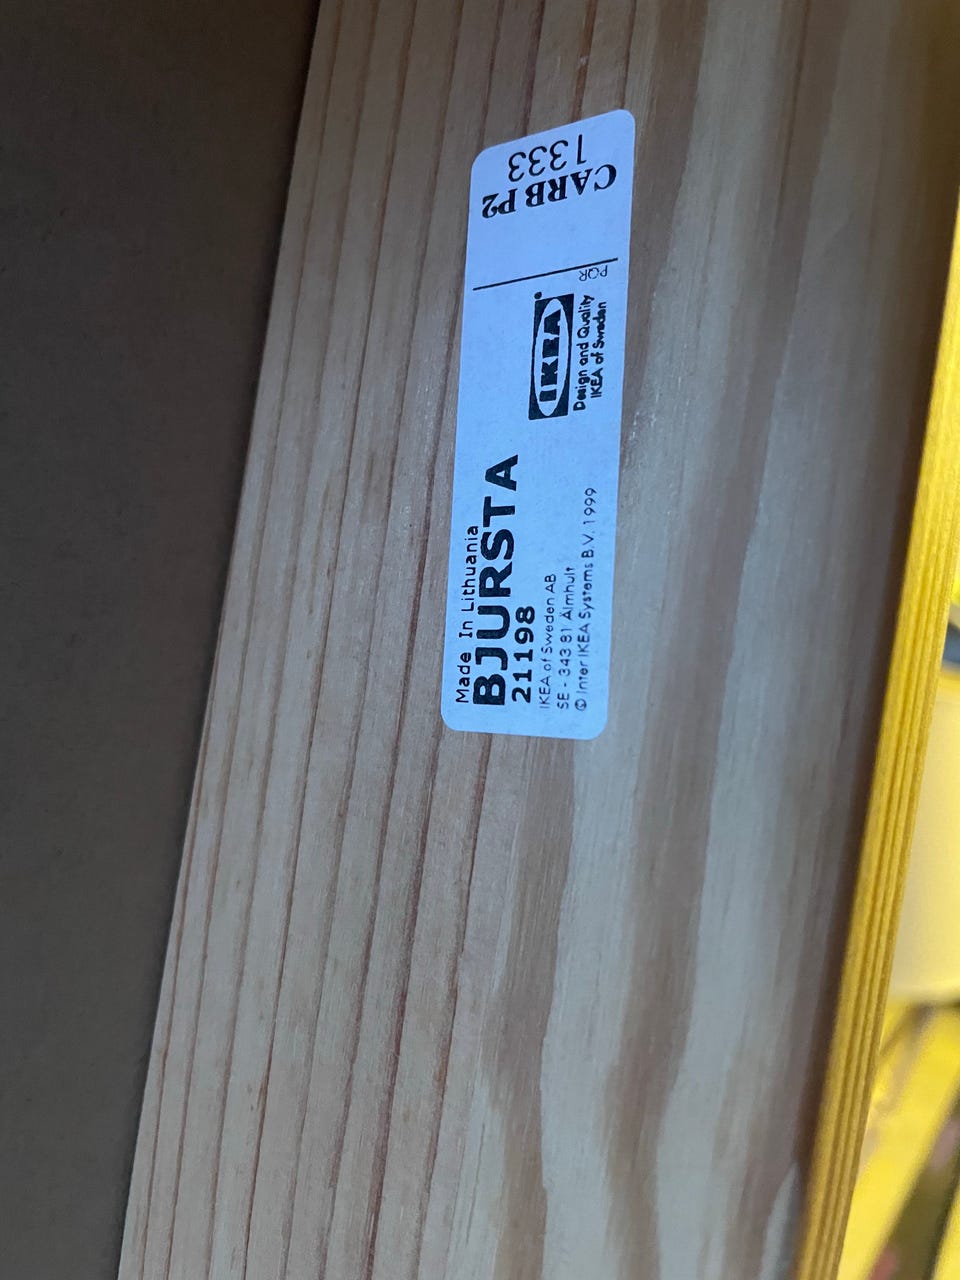 Made In Lithuania
BJURSTA
21198
IKEA of Sweden AB
SE - 343 81 Älmhult
© Inter IKEA Systems B.V. 1999
IKEA®
Design and Quality
IKEA of Sweden
PQR
CARB P2
1333